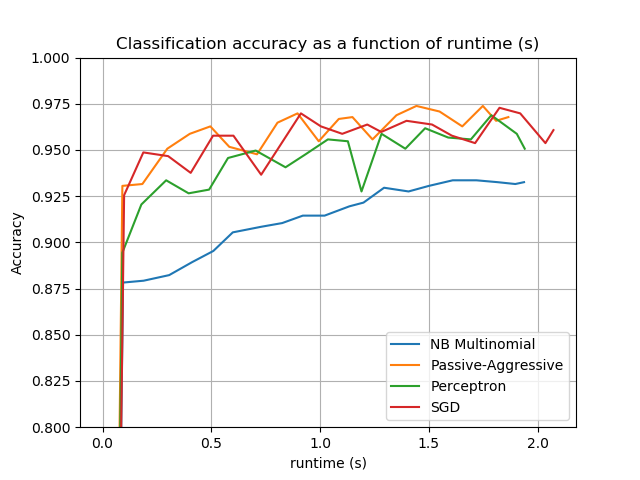 Classification accuracy as a function of runtime (s)
1.000
0.975
0.950
0.925
0.900
0.875
0.850
0.825
0.800
Accuracy
NB Multinomial
Passive-Aggressive
Perceptron
SGD
0.0 0.5 1.0 1.5 2.0
runtime (s)